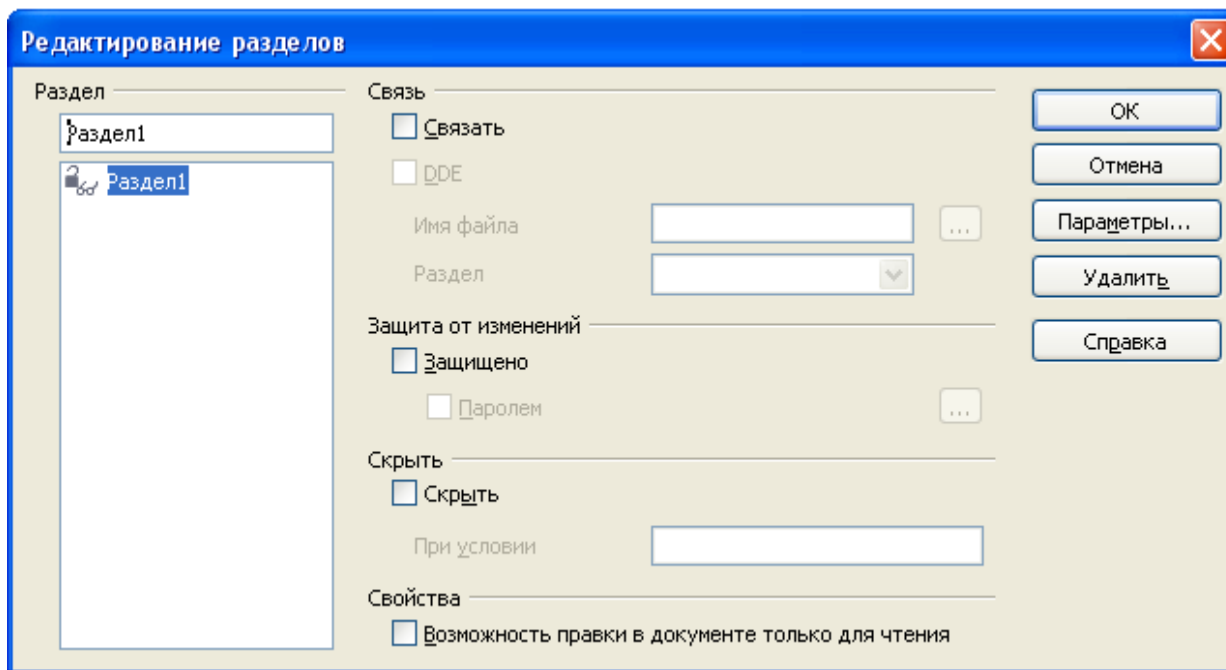 Редактирование разделов
Раздел
Раздел1
Раздел1
Связь
Связать
DDE
Имя файла
...
Раздел
Защита от изменений
Защищено
Паролем
...
Скрыть
Скрыть
При условии
Свойства
Возможность правки в документе только для чтения
ОК
Отмена
Параметры...
Удалить
Справка